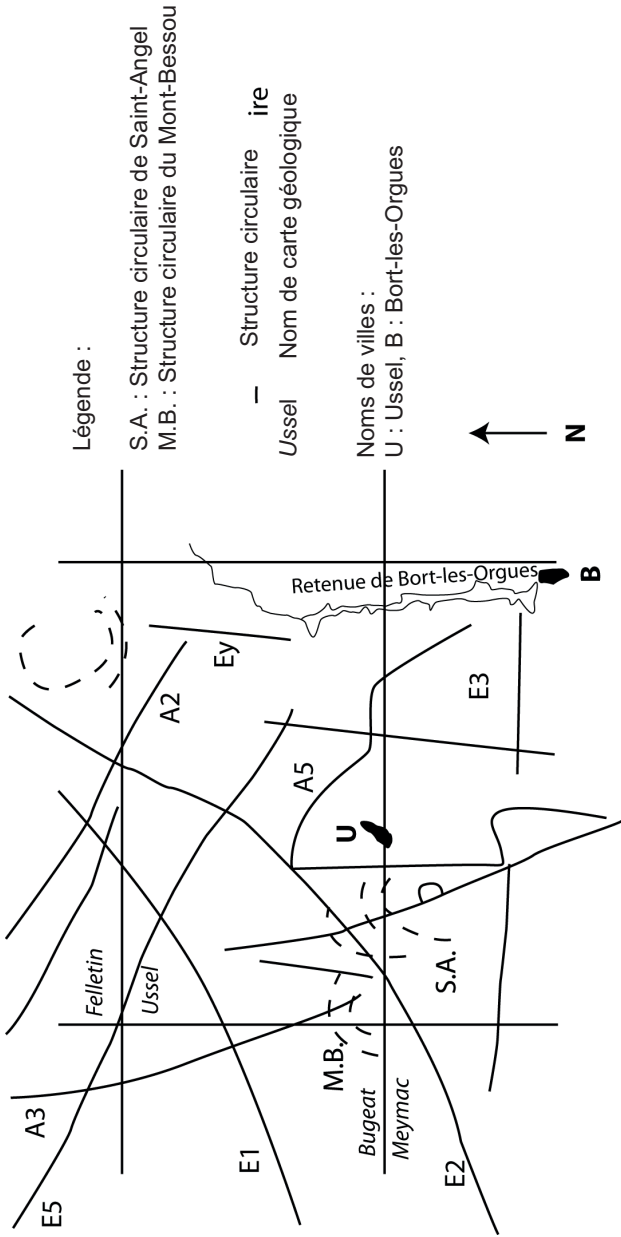 Légende :
S.A. : Structure circulaire de Saint-Angel
M.B. : Structure circulaire du Mont-Bessou
Structure circulaire ire
Ussel Nom de carte géologique
Noms de villes :
U : Ussel, B : Bort-les-Orgues
N
E5
A3
Felletin
Ussel
A2
Ey
E1
M.B.
U
A5
Retenue de Bort-les-Orgues
B
Bugeat
Meymac
E2
S.A.
E3